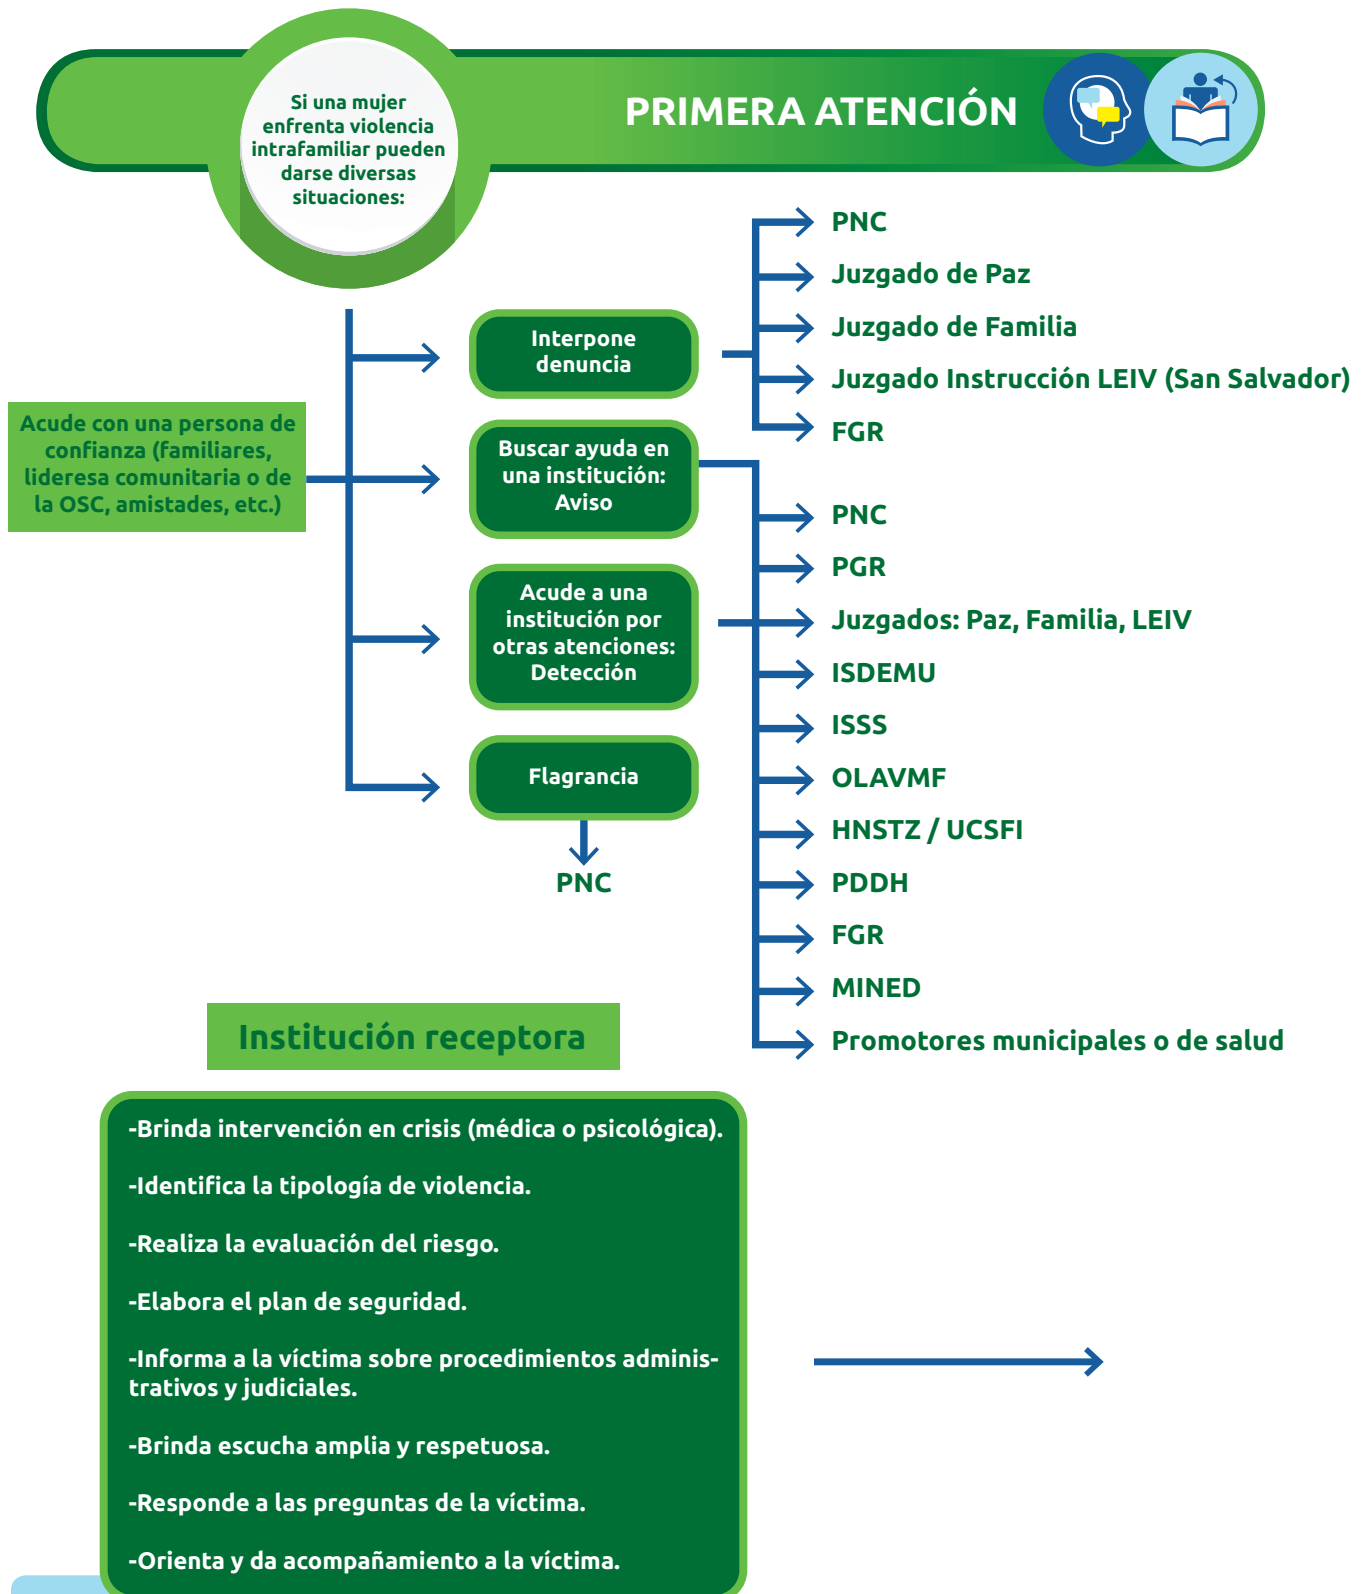 Si una mujer
enfrenta violencia
intrafamiliar pueden
darse diversas
situaciones:
PRIMERA ATENCIÓN
Acude con una persona de
confianza (familiares,
lideresa comunitaria o de
la OSC, amistades, etc.)
Interpone
denuncia
PNC
Juzgado de Paz
Juzgado de Familia
Juzgado Instrucción LEIV (San Salvador)
FGR
Buscar ayuda en
una institución:
Aviso
Acude a una
institución por
otras atenciones:
Detección
PNC
PGR
Juzgados: Paz, Familia, LEIV
ISDEMU
ISSS
OLAVMF
HNSTZ / UCSFI
PDDH
FGR
MINED
Promotores municipales o de salud
Flagrancia
PNC
Institución receptora
-Brinda intervención en crisis (médica o psicológica).
-Identifica la tipología de violencia.
-Realiza la evaluación del riesgo.
-Elabora el plan de seguridad.
-Informa a la víctima sobre procedimientos adminis-
trativos y judiciales.
-Brinda escucha amplia y respetuosa.
-Responde a las preguntas de la víctima.
-Orienta y da acompañamiento a la víctima.